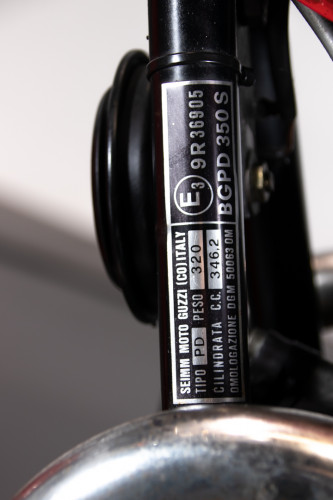 E3 9R36905
BGPD 350 S
SEIMM MOTO GUZZI (CO) ITALY
TIPO PD PESO 320
CILINDRATA C.C. 346.2
OMOLOGAZIONE DGM 50063 OM